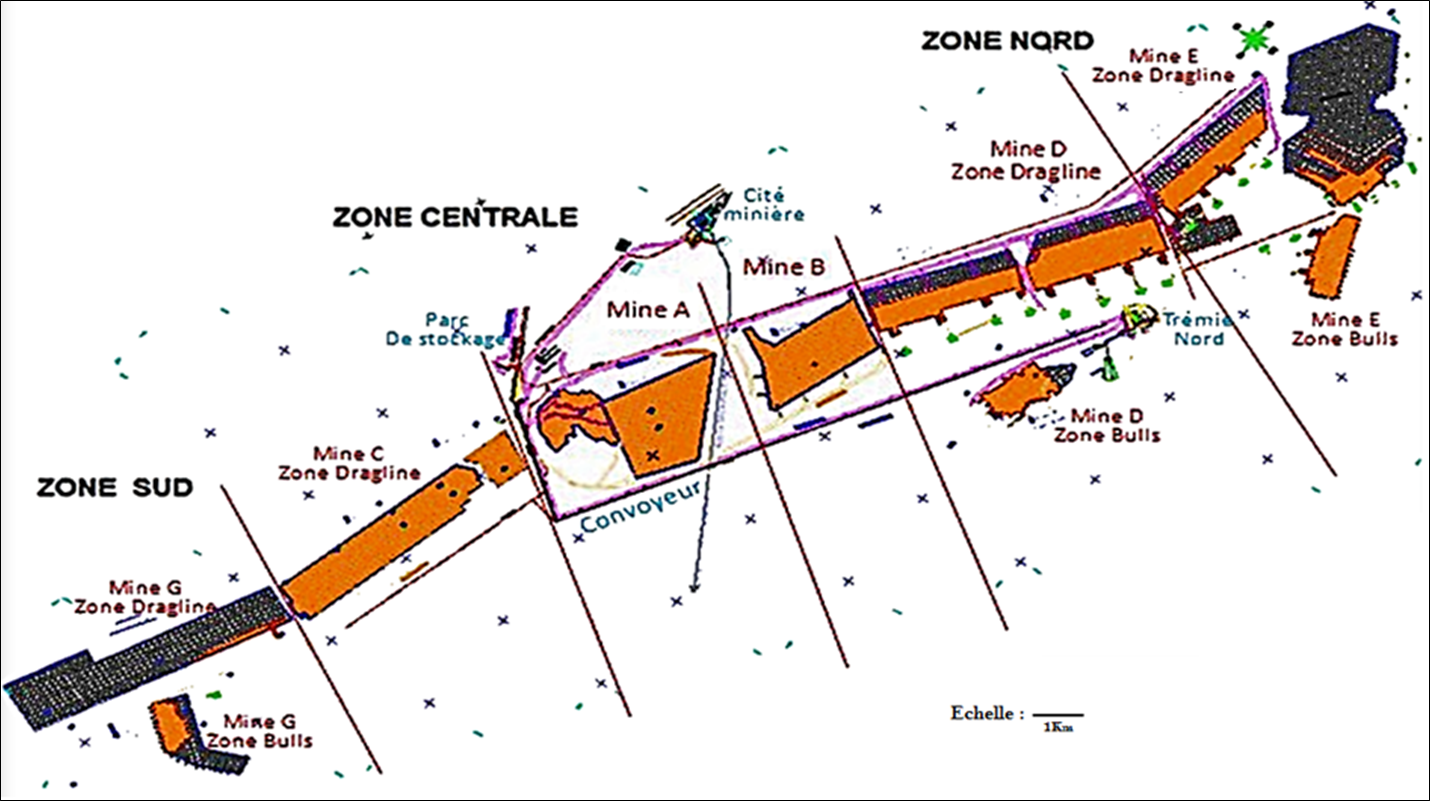 ZONE NORD
Mine E
Zone Dragline
Mine D
Zone Dragline
Cité
minière
ZONE CENTRALE
Mine B
Mine A
Parc
De stockage
Trémie
Nord
Mine E
Zone Bulls
Mine D
Zone Bulls
Mine C
Zone Dragline
ZONE SUD
Convoyeur
Mine G
Zone Dragline
Mine G
Zone Bulls
Echelle :
1Km